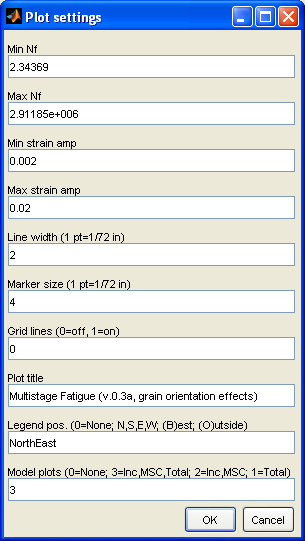 Plot settings
Min Nf
2.34369
Max Nf
2.91185e+006
Min strain amp
0.002
Max strain amp
0.02
Line width (1 pt=1/72 in)
2
Marker size (1 pt=1/72 in)
4
Grid lines (0=off, 1=on)
0
Plot title
Multistage Fatigue (v.0.3a, grain orientation effects)
Legend pos. (0=None; N,S,E,W; (B)est; (O)utside)
NorthEast
Model plots (0=None; 3=Inc,MSC,Total; 2=Inc,MSC; 1=Total)
3
OK Cancel